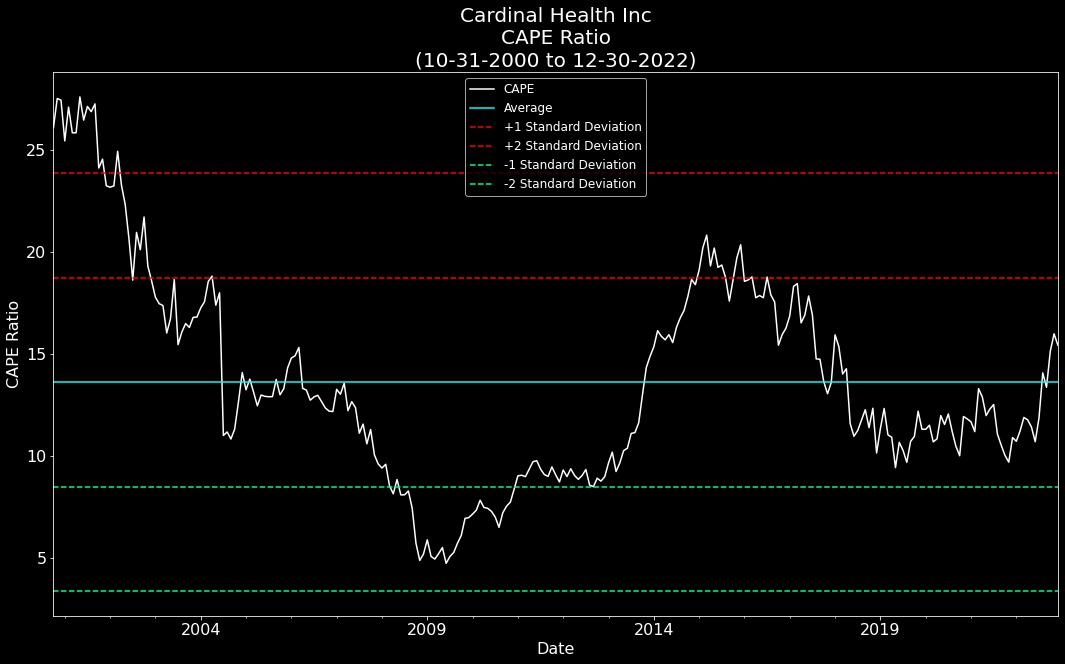 Cardinal Health Inc
CAPE Ratio
(10-31-2000 to 12-30-2022)
CAPE
Average
+1 Standard Deviation
+2 Standard Deviation
-1 Standard Deviation
-2 Standard Deviation
CAPE Ratio
25
20
15
10
5
2004
2009
2014
2019
Date